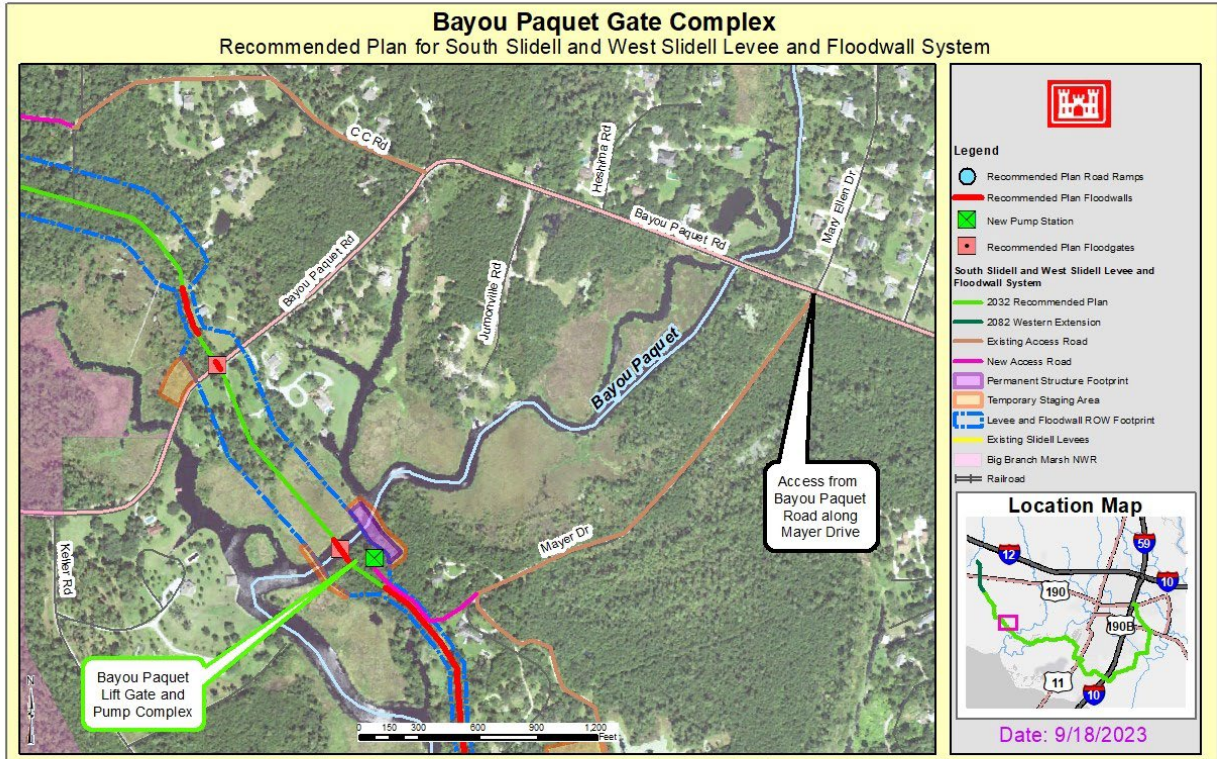 Bayou Paquet Gate Complex
Recommended Plan for South Slidell and West Slidell Levee and Floodwall System
C C Rd
Heshima Rd
Mary Ellen Dr
Bayou Paquet Rd
Bayou Paquet Rd
Jumonville Rd
Bayou Paquet
Access from
Bayou Paquet
Road along
Mayer Drive
Mayer Dr
Keller Rd
Bayou Paquet
Lift Gate and
Pump Complex
N
0 150 300 600 900 1,200
Feet
Legend
Recommended Plan Road Ramps
Recommended Plan Floodwalls
New Pump Station
Recommended Plan Floodgates
South Slidell and West Slidell Levee and
Floodwall System
2032 Recommended Plan
2082 Western Extension
Existing Access Road
New Access Road
Permanent Structure Footprint
Temporary Staging Area
Levee and Floodwall ROW Footprint
Existing Slidell Levees
Big Branch Marsh NWR
Railroad
Location Map
12
59
10
190
190B
11
10
Date: 9/18/2023